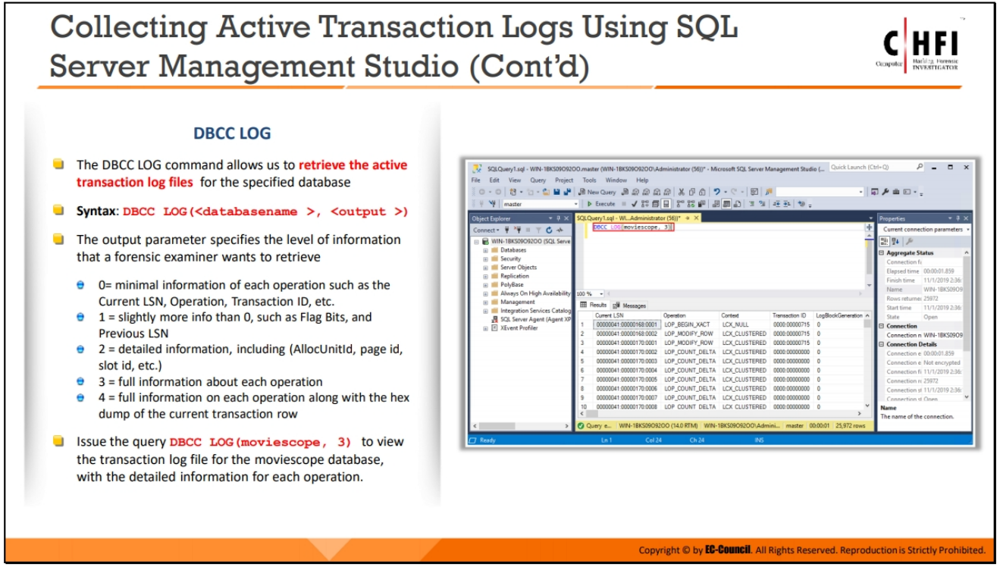 Collecting Active Transaction Logs Using SQL
Server Management Studio (Cont'd)
CHFI
Computer
Hacking Forensic
INVESTIGATOR
DBCC LOG
The DBCC LOG command allows us to retrieve the active
transaction log files for the specified database
Syntax: DBCC LOG(<databasename >, <output >)
The output parameter specifies the level of information
that a forensic examiner wants to retrieve
0= minimal information of each operation such as the
Current LSN, Operation, Transaction ID, etc.
1 = slightly more info than 0, such as Flag Bits, and
Previous LSN
2 = detailed information, including (AllocUnitId, page id,
slot id, etc.)
3 = full information about each operation
4 = full information on each operation along with the hex
dump of the current transaction row
Issue the query DBCC LOG(moviescope, 3) to view
the transaction log file for the moviescope database,
with the detailed information for each operation.
SQLQuery1.sql - WIN-1BKS09O92OO.master (WIN-1BKS09O92OO\Administrator (56))* - Microsoft SQL Server Management Studio (... Quick Launch (Ctrl+Q)
File Edit View Query Project Tools Window Help
New Query
master Execute
Object Explorer
Connect
WIN-1BKS09O92OO (SQL Serve
Databases
Security
Server Objects
Replication
PolyBase
Always On High Availability
Management
Integration Services Catalog
SQL Server Agent (Agent XP
XEvent Profiler
SQLQuery1.sql - WI...Administrator (56))*
DBCC LOG(moviescope, 3)
100 %
Results Messages
Current LSN Operation Context Transaction ID LogBlockGeneration
1 00000041:00000168:0001 LOP_BEGIN_XACT LCX_NULL 0000:00000715 0
2 00000041:00000168:0002 LOP_MODIFY_ROW LCX_CLUSTERED 0000:00000715 0
3 00000041:00000170:0001 LOP_MODIFY_ROW LCX_CLUSTERED 0000:00000715 0
4 00000041:00000170:0002 LOP_COUNT_DELTA LCX_CLUSTERED 0000:00000000 0
5 00000041:00000170:0003 LOP_COUNT_DELTA LCX_CLUSTERED 0000:00000000 0
6 00000041:00000170:0004 LOP_COUNT_DELTA LCX_CLUSTERED 0000:00000000 0
7 00000041:00000170:0005 LOP_COUNT_DELTA LCX_CLUSTERED 0000:00000000 0
8 00000041:00000170:0006 LOP_COUNT_DELTA LCX_CLUSTERED 0000:00000000 0
9 00000041:00000170:0007 LOP_COUNT_DELTA LCX_CLUSTERED 0000:00000000 0
10 00000041:00000170:0008 LOP_COUNT_DELTA LCX_CLUSTERED 0000:00000000 0
Query e... WIN-1BKS09O92OO (14.0 RTM) WIN-1BKS09O92OO\Admini... master 00:00:01 25,972 rows
Properties
Current connection parameters
Aggregate Status
Connection fa
Elapsed time 00:00:01.859
Finish time 11/1/2019 2:36:
Name WIN-1BKS09O9
Rows returned 25972
Start time 11/1/2019 2:36:
State Open
Connection
Connection n WIN-1BKS09O9
Connection Details
Connection e 00:00:01.859
Connection e Not encrypted
Connection fi 11/1/2019 2:36:
Connection r 25972
Connection st 11/1/2019 2:36:
Connection st Open
Name
The name of the connection.
Ready Ln 1 Col 24 Ch 24 INS
Copyright © by EC-Council. All Rights Reserved. Reproduction is Strictly Prohibited.